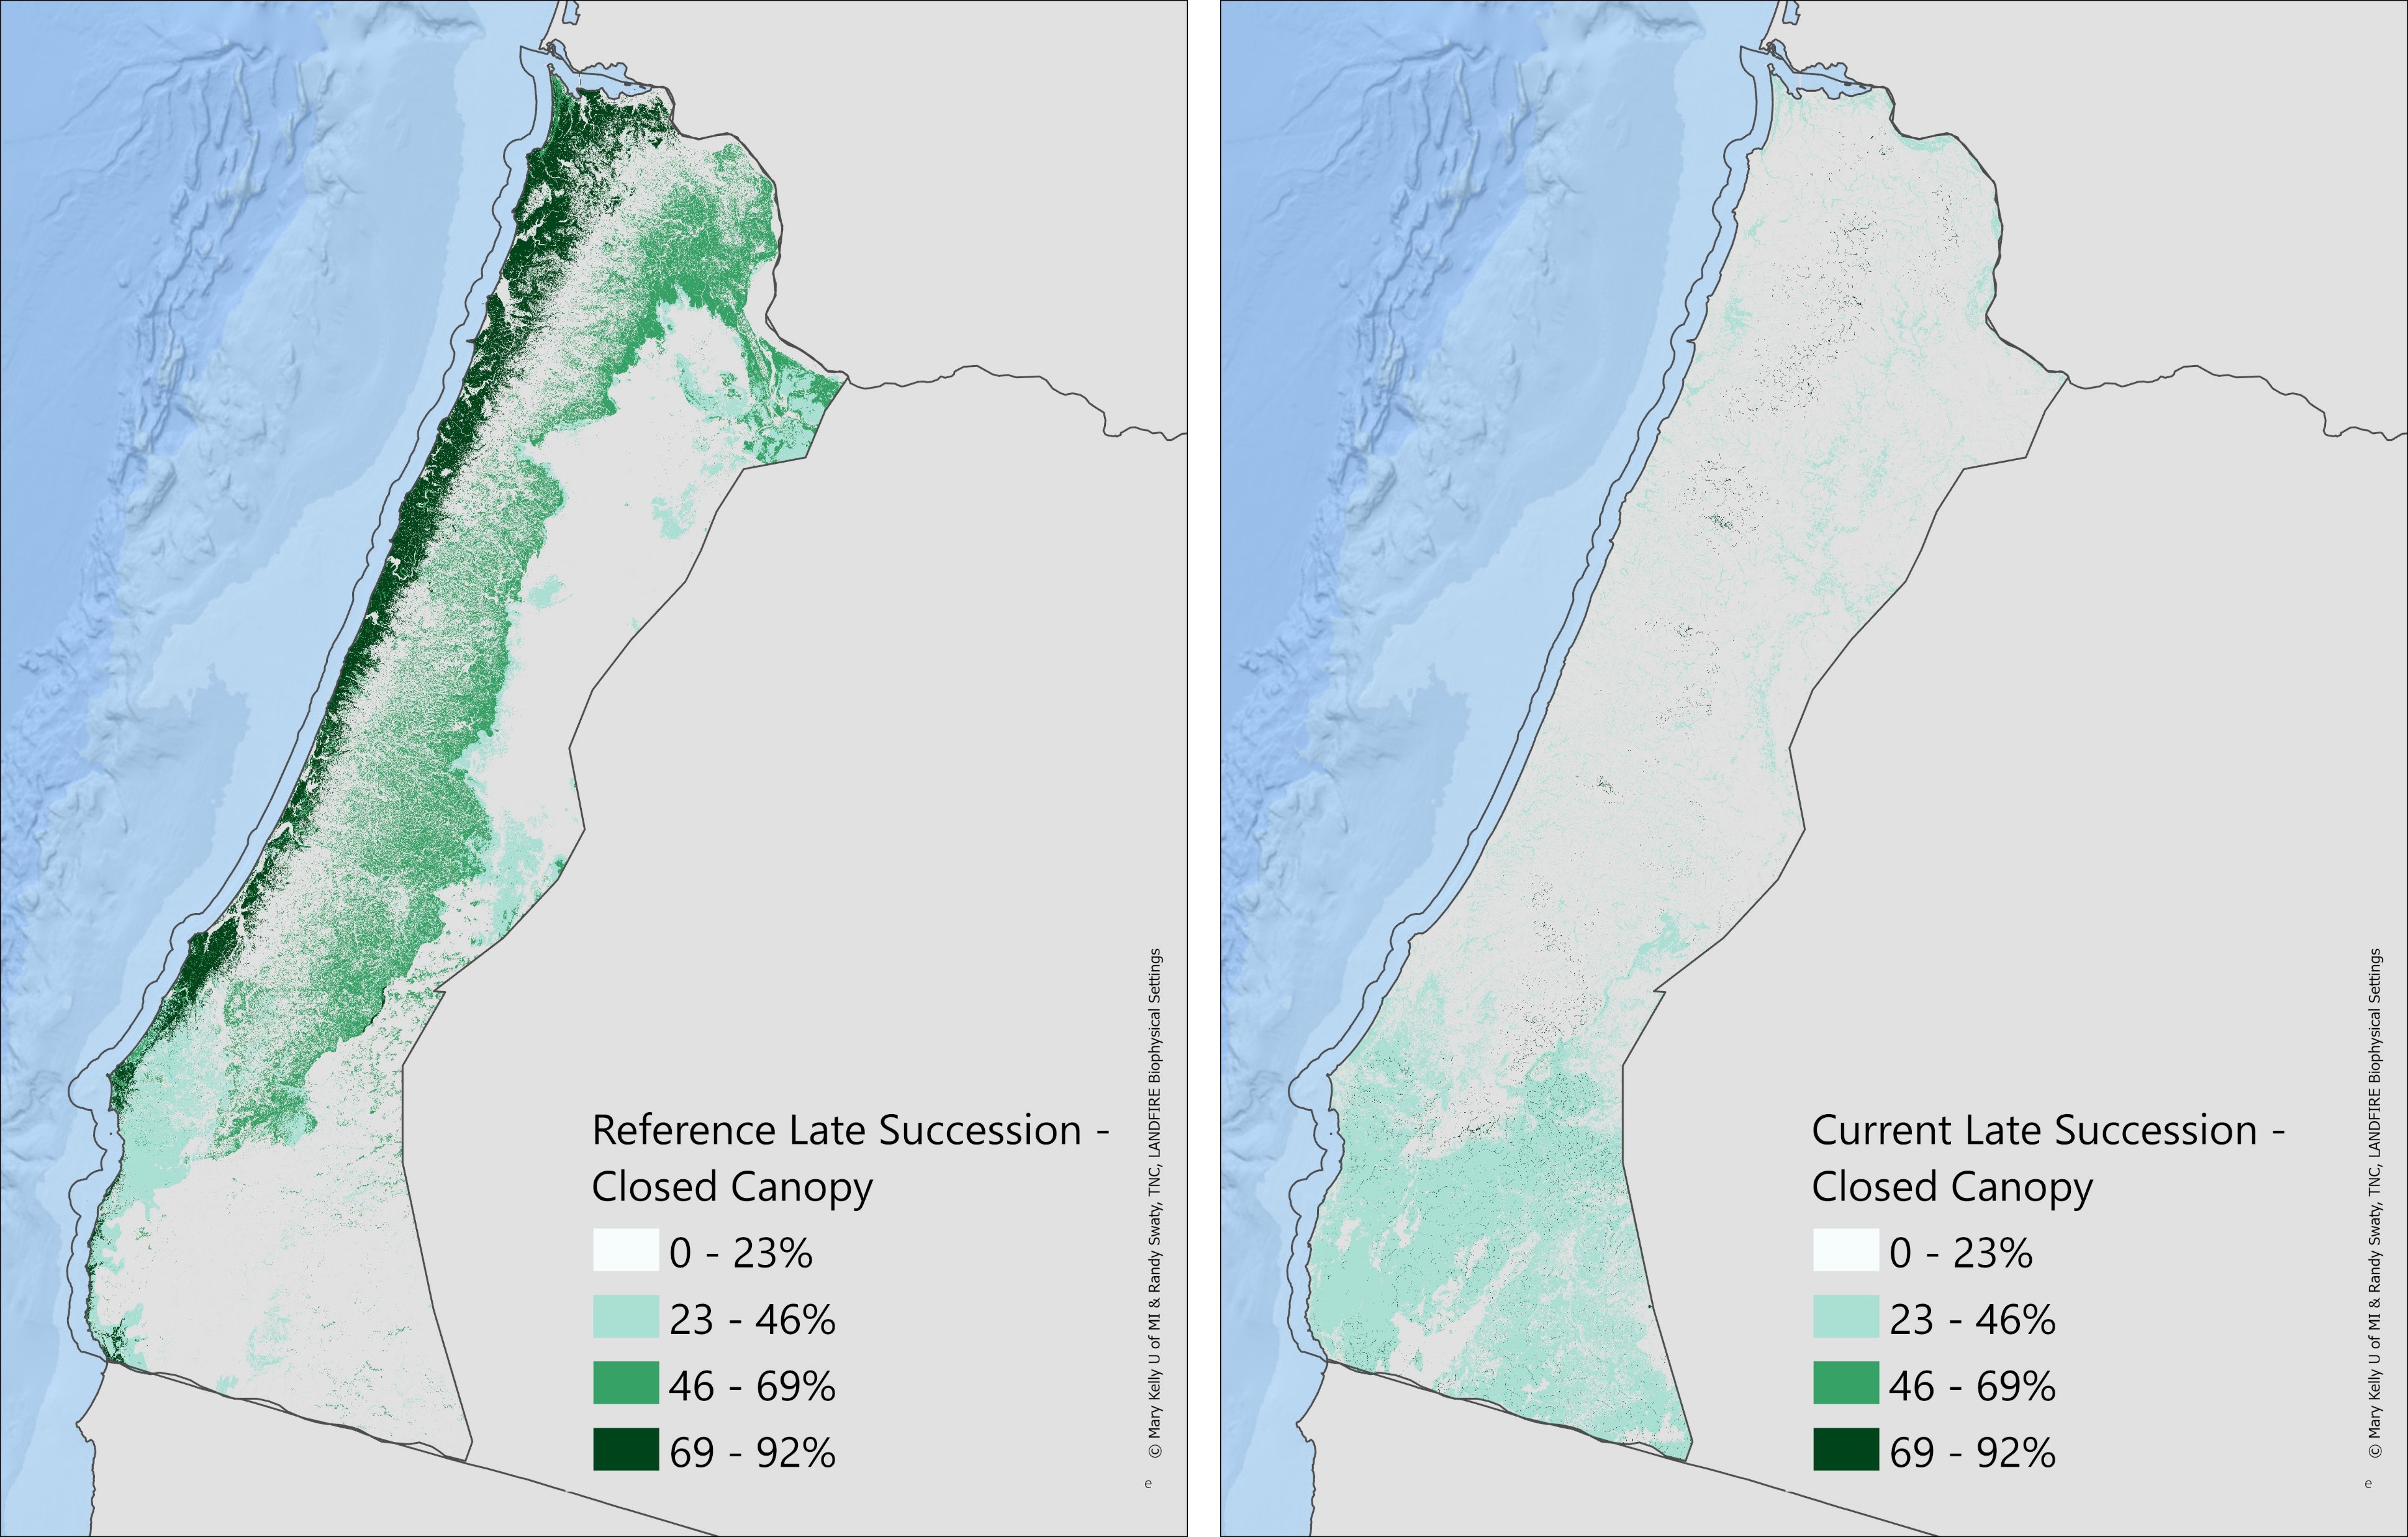 Reference Late Succession -
Closed Canopy
0 - 23%
23 - 46%
46 - 69%
69 - 92%
© Mary Kelly U of MI & Randy Swaty, TNC, LANDFIRE Biophysical Settings
e
Current Late Succession -
Closed Canopy
0 - 23%
23 - 46%
46 - 69%
69 - 92%
© Mary Kelly U of MI & Randy Swaty, TNC, LANDFIRE Biophysical Settings
e